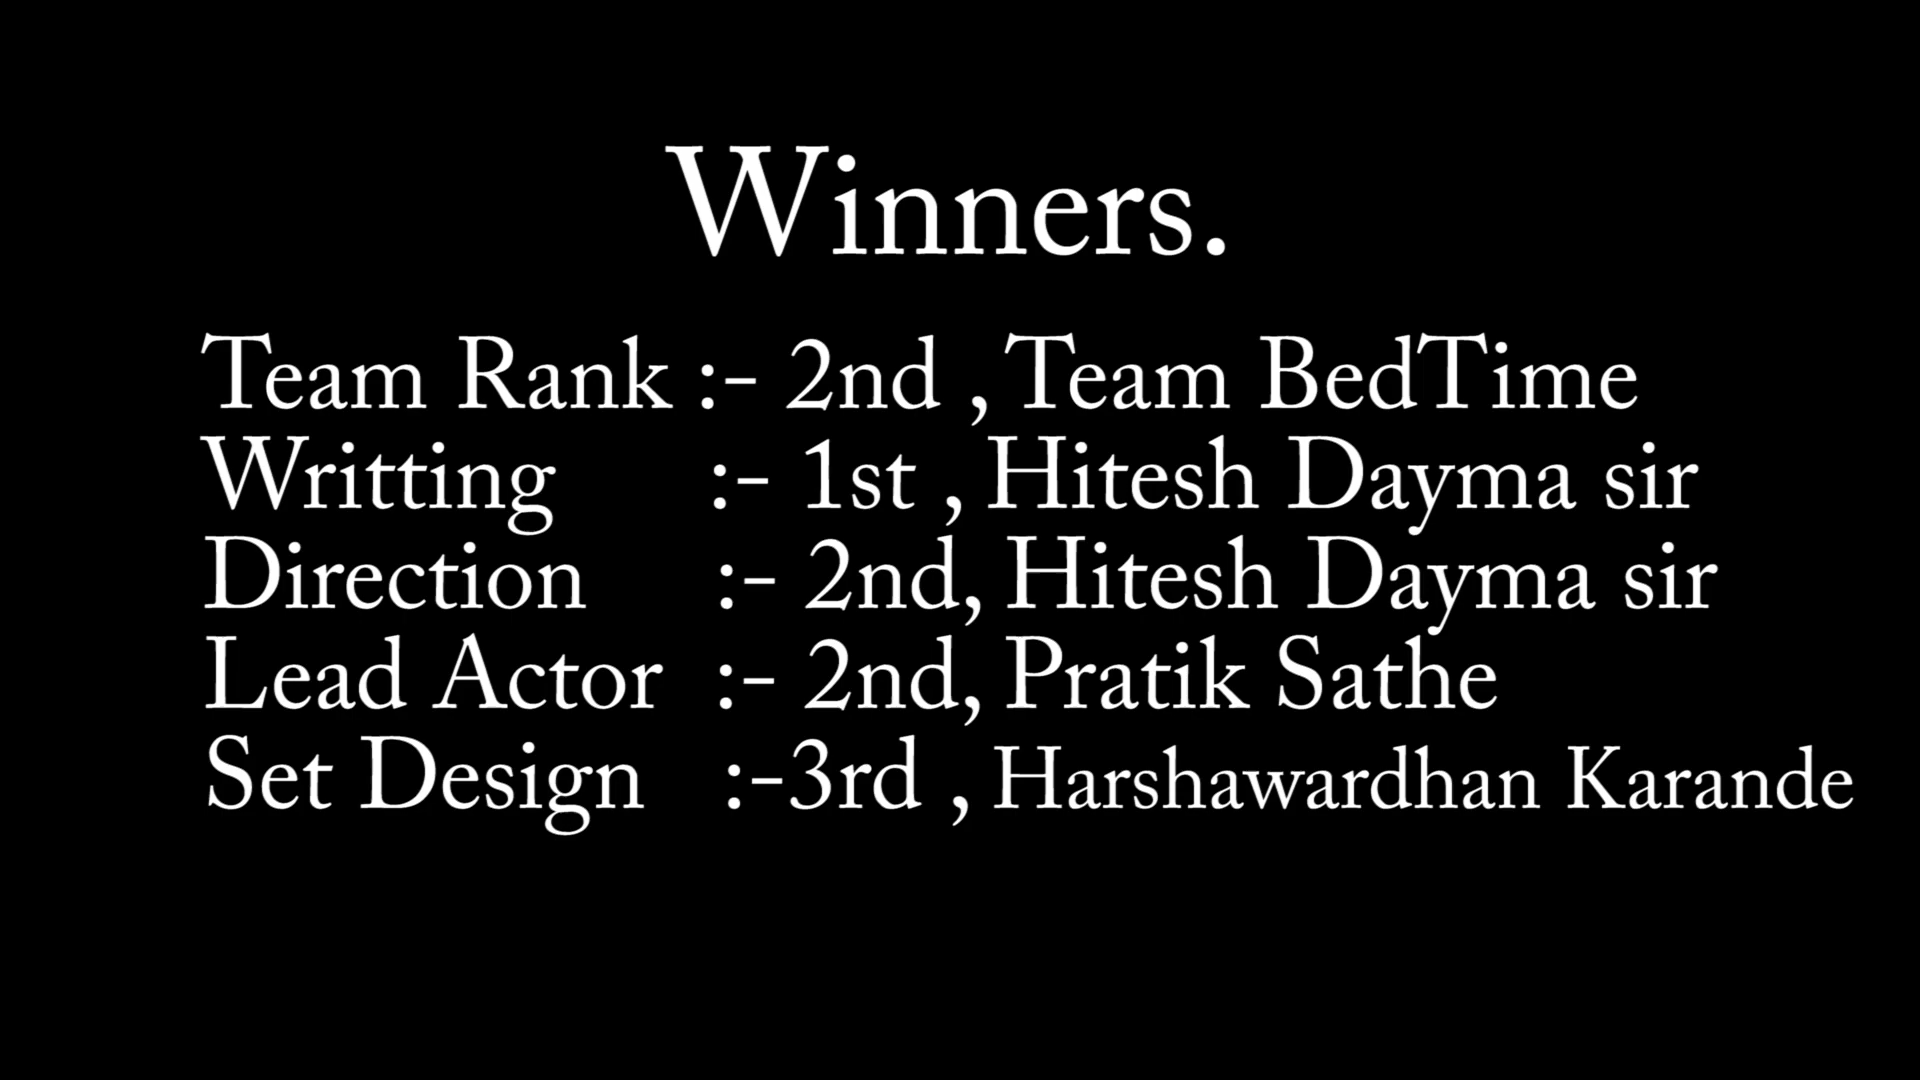 Winners.
Team Rank :- 2nd , Team BedTime
Writting :- 1st , Hitesh Dayma sir
Direction :- 2nd, Hitesh Dayma sir
Lead Actor :- 2nd, Pratik Sathe
Set Design :-3rd , Harshawardhan Karande